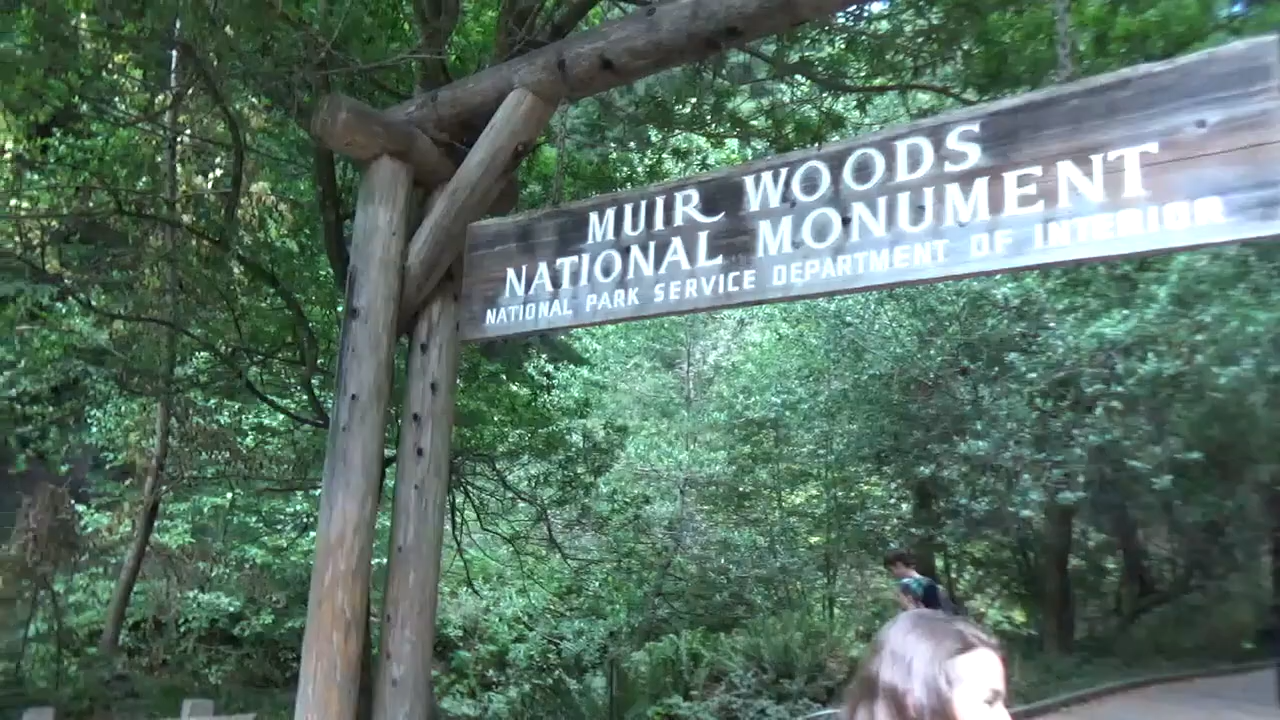 MUIR WOODS
NATIONAL MONUMENT
NATIONAL PARK SERVICE DEPARTMENT OF INTERIOR